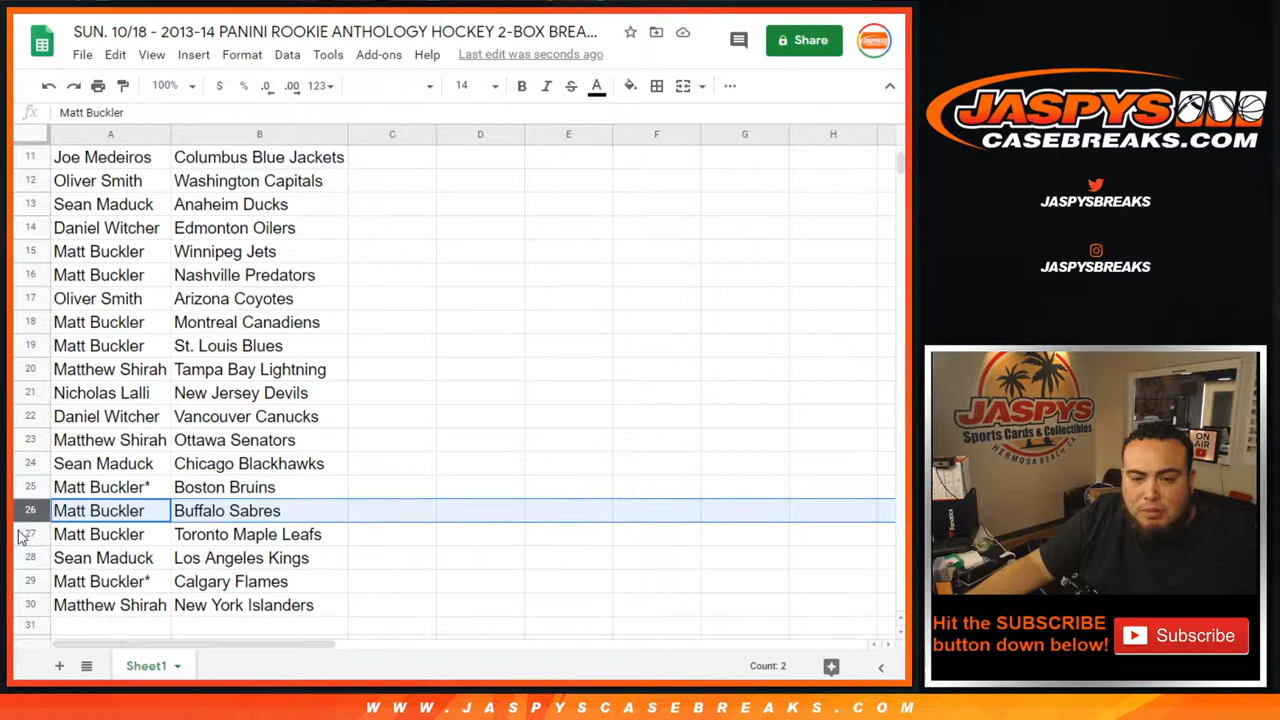 SUN. 10/18 - 2013-14 PANINI ROOKIE ANTHOLOGY HOCKEY 2-BOX BREA...
Share
File Edit View Insert Format Data Tools Add-ons Help Last edit was seconds ago
100% $ % .0 .00 123 14 B I S A
fx Matt Buckler
A B C D E F G H
11 Joe Medeiros Columbus Blue Jackets
12 Oliver Smith Washington Capitals
13 Sean Maduck Anaheim Ducks
14 Daniel Witcher Edmonton Oilers
15 Matt Buckler Winnipeg Jets
16 Matt Buckler Nashville Predators
17 Oliver Smith Arizona Coyotes
18 Matt Buckler Montreal Canadiens
19 Matt Buckler St. Louis Blues
20 Matthew Shirah Tampa Bay Lightning
21 Nicholas Lalli New Jersey Devils
22 Daniel Witcher Vancouver Canucks
23 Matthew Shirah Ottawa Senators
24 Sean Maduck Chicago Blackhawks
25 Matt Buckler* Boston Bruins
26 Matt Buckler Buffalo Sabres
27 Matt Buckler Toronto Maple Leafs
28 Sean Maduck Los Angeles Kings
29 Matt Buckler* Calgary Flames
30 Matthew Shirah New York Islanders
31
Sheet1
Count: 2
JASPYS
CASEBREAKS.COM
JASPYSBREAKS
JASPYSBREAKS
JASPYS
Sports Cards & Collectibles
HERMOSA BEACH CA
ON AIR
Hit the SUBSCRIBE
button down below!
Subscribe
WWW.JASPYSCASEBREAKS.COM